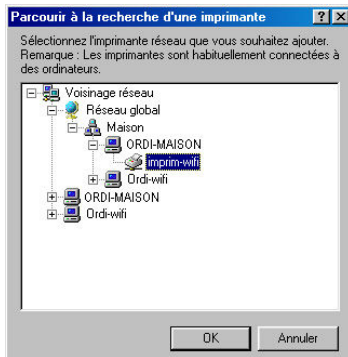 Parcourir à la recherche d'une imprimante
Sélectionnez l'imprimante réseau que vous souhaitez ajouter.
Remarque : Les imprimantes sont habituellement connectées à
des ordinateurs.
Voisinage réseau
Réseau global
Maison
ORDI-MAISON
imprim-wifi
Ordi-wifi
ORDI-MAISON
Ordi-wifi
OK
Annuler